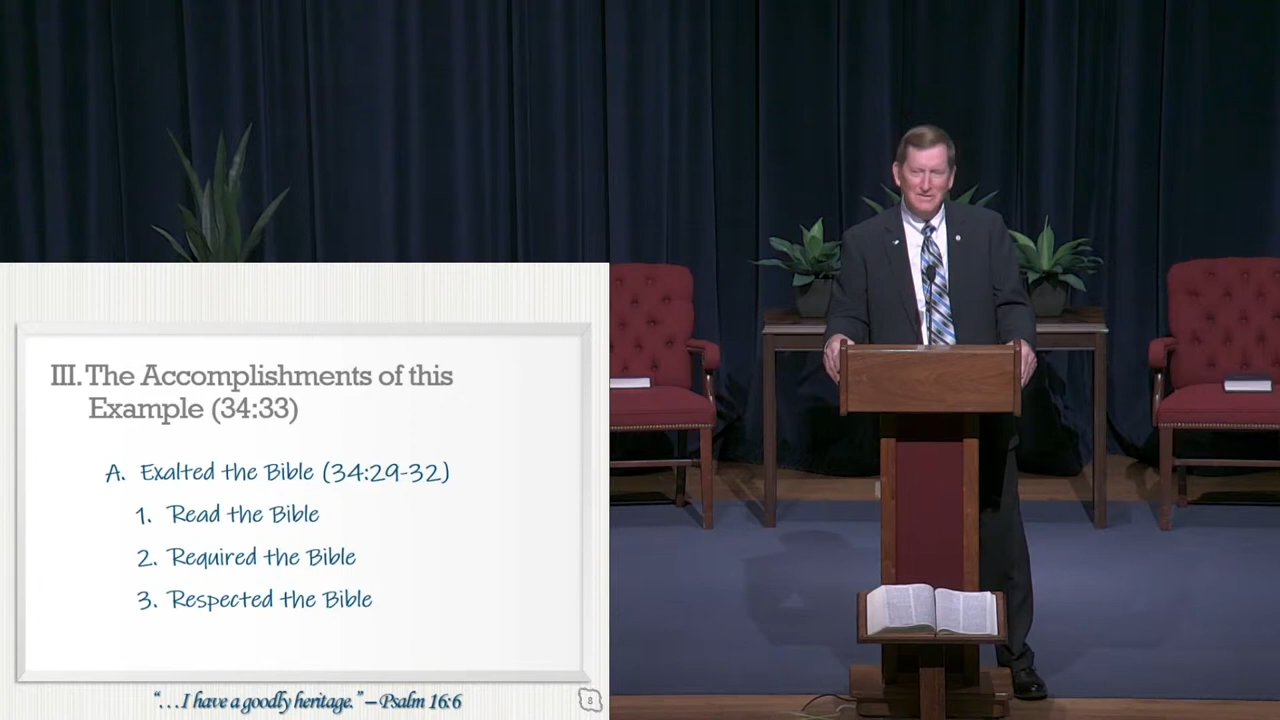 III. The Accomplishments of this
Example (34:33)
A. Exalted the Bible (34:29-32)
1. Read the Bible
2. Required the Bible
3. Respected the Bible
“…I have a goodly heritage.” – Psalm 16:6
8